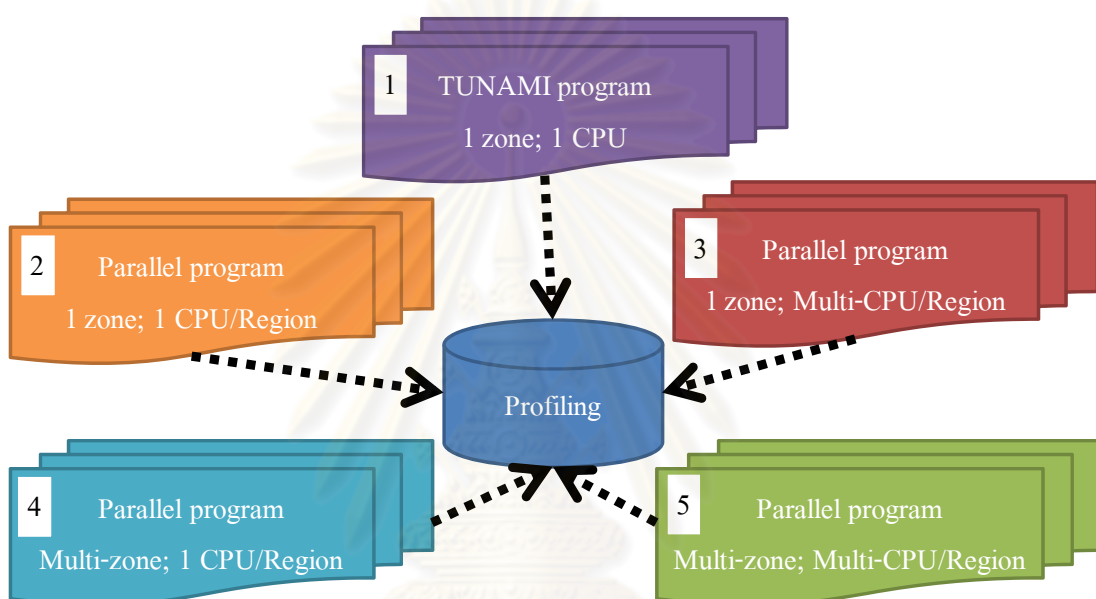 1
TUNAMI program
1 zone; 1 CPU
2
Parallel program
1 zone; 1 CPU/Region
3
Parallel program
1 zone; Multi-CPU/Region
Profiling
4
Parallel program
Multi-zone; 1 CPU/Region
5
Parallel program
Multi-zone; Multi-CPU/Region